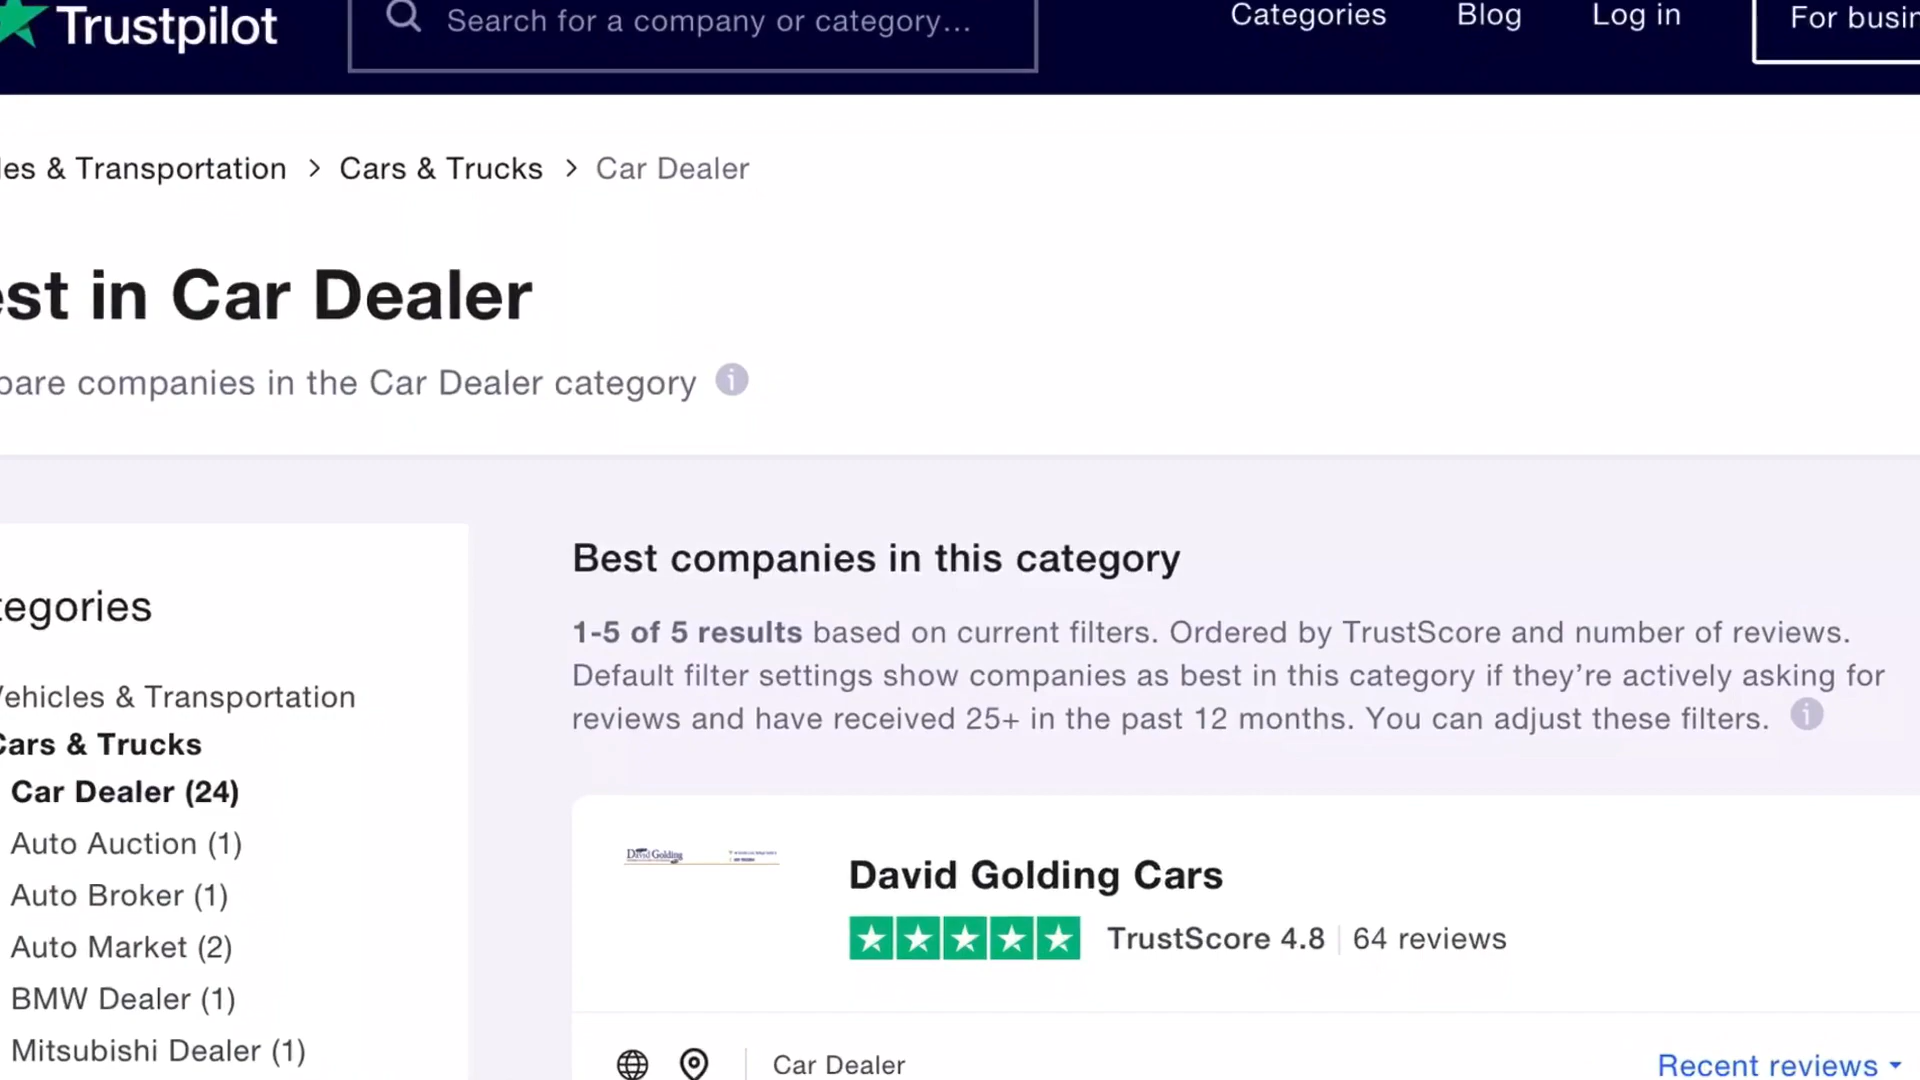 Trustpilot
Search for a company or category...
Categories
Blog
Log in
For busin
les & Transportation > Cars & Trucks > Car Dealer
est in Car Dealer
pare companies in the Car Dealer category
tegories
Vehicles & Transportation
Cars & Trucks
Car Dealer (24)
Auto Auction (1)
Auto Broker (1)
Auto Market (2)
BMW Dealer (1)
Mitsubishi Dealer (1)
Best companies in this category
1-5 of 5 results based on current filters. Ordered by TrustScore and number of reviews.
Default filter settings show companies as best in this category if they’re actively asking for
reviews and have received 25+ in the past 12 months. You can adjust these filters.
David Golding
David Golding Cars
TrustScore 4.8 | 64 reviews
Car Dealer
Recent reviews